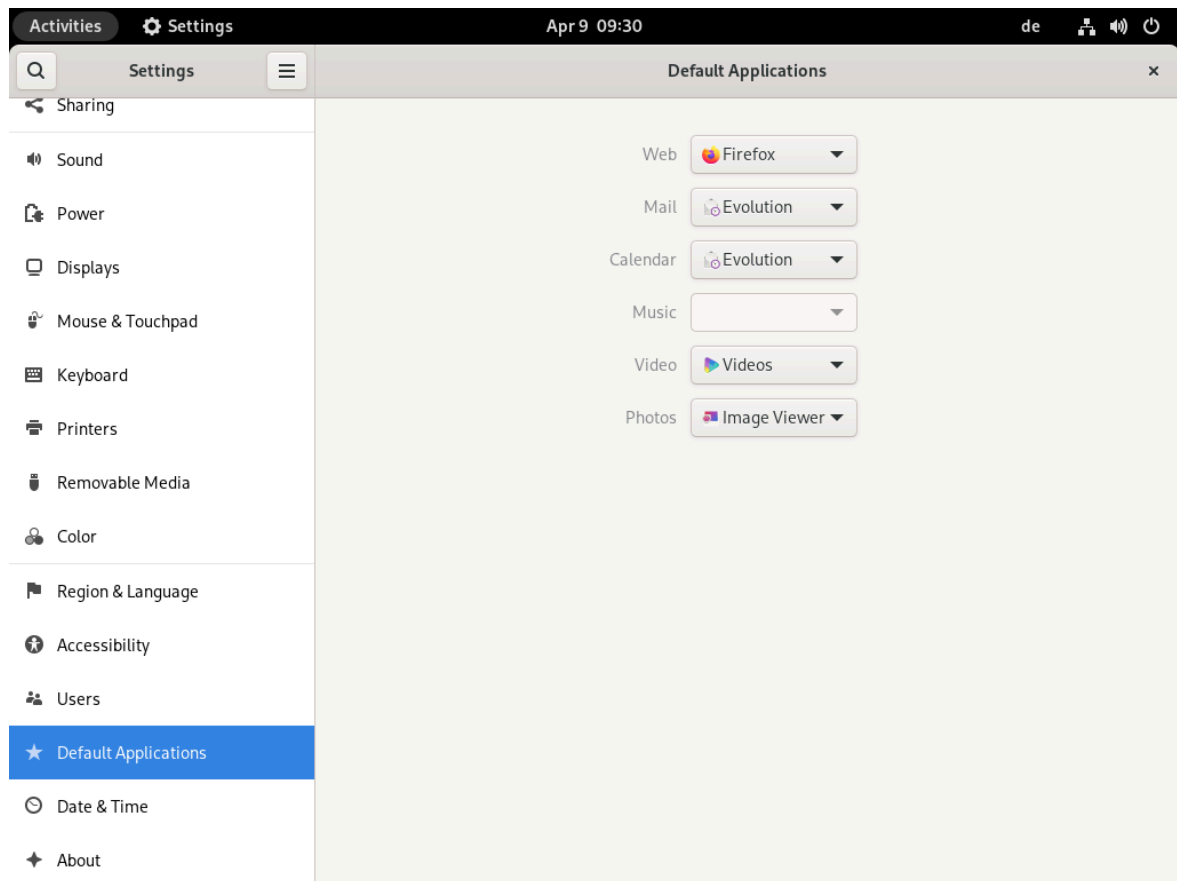 Activities Settings Apr 9 09:30 de
Settings Default Applications
Sharing
Sound
Power
Displays
Mouse & Touchpad
Keyboard
Printers
Removable Media
Color
Region & Language
Accessibility
Users
Default Applications
Date & Time
About
Web Firefox
Mail Evolution
Calendar Evolution
Music
Video Videos
Photos Image Viewer